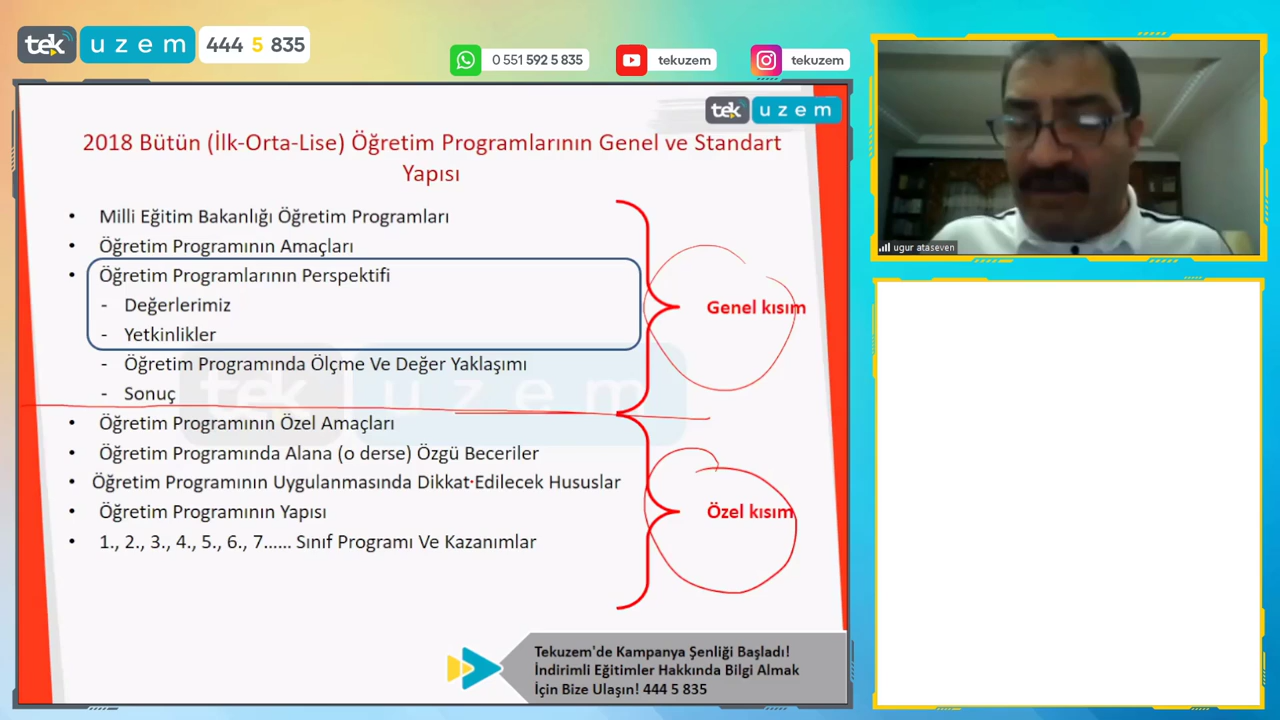 tek uzem 444 5 835
0 551 592 5 835
tekuzem
tekuzem
tek uzem
2018 Bütün (İlk-Orta-Lise) Öğretim Programlarının Genel ve Standart
Yapısı
• Milli Eğitim Bakanlığı Öğretim Programları
• Öğretim Programının Amaçları
• Öğretim Programlarının Perspektifi
- Değerlerimiz
- Yetkinlikler
- Öğretim Programında Ölçme Ve Değer Yaklaşımı
- Sonuç
Genel kısım
• Öğretim Programının Özel Amaçları
• Öğretim Programında Alana (o derse) Özgü Beceriler
• Öğretim Programının Uygulanmasında Dikkat Edilecek Hususlar
• Öğretim Programının Yapısı
• 1., 2., 3., 4., 5., 6., 7...... Sınıf Programı Ve Kazanımlar
Özel kısım
tek uzem
Tekuzem'de Kampanya Şenliği Başladı!
İndirimli Eğitimler Hakkında Bilgi Almak
İçin Bize Ulaşın! 444 5 835
ugur ataseven